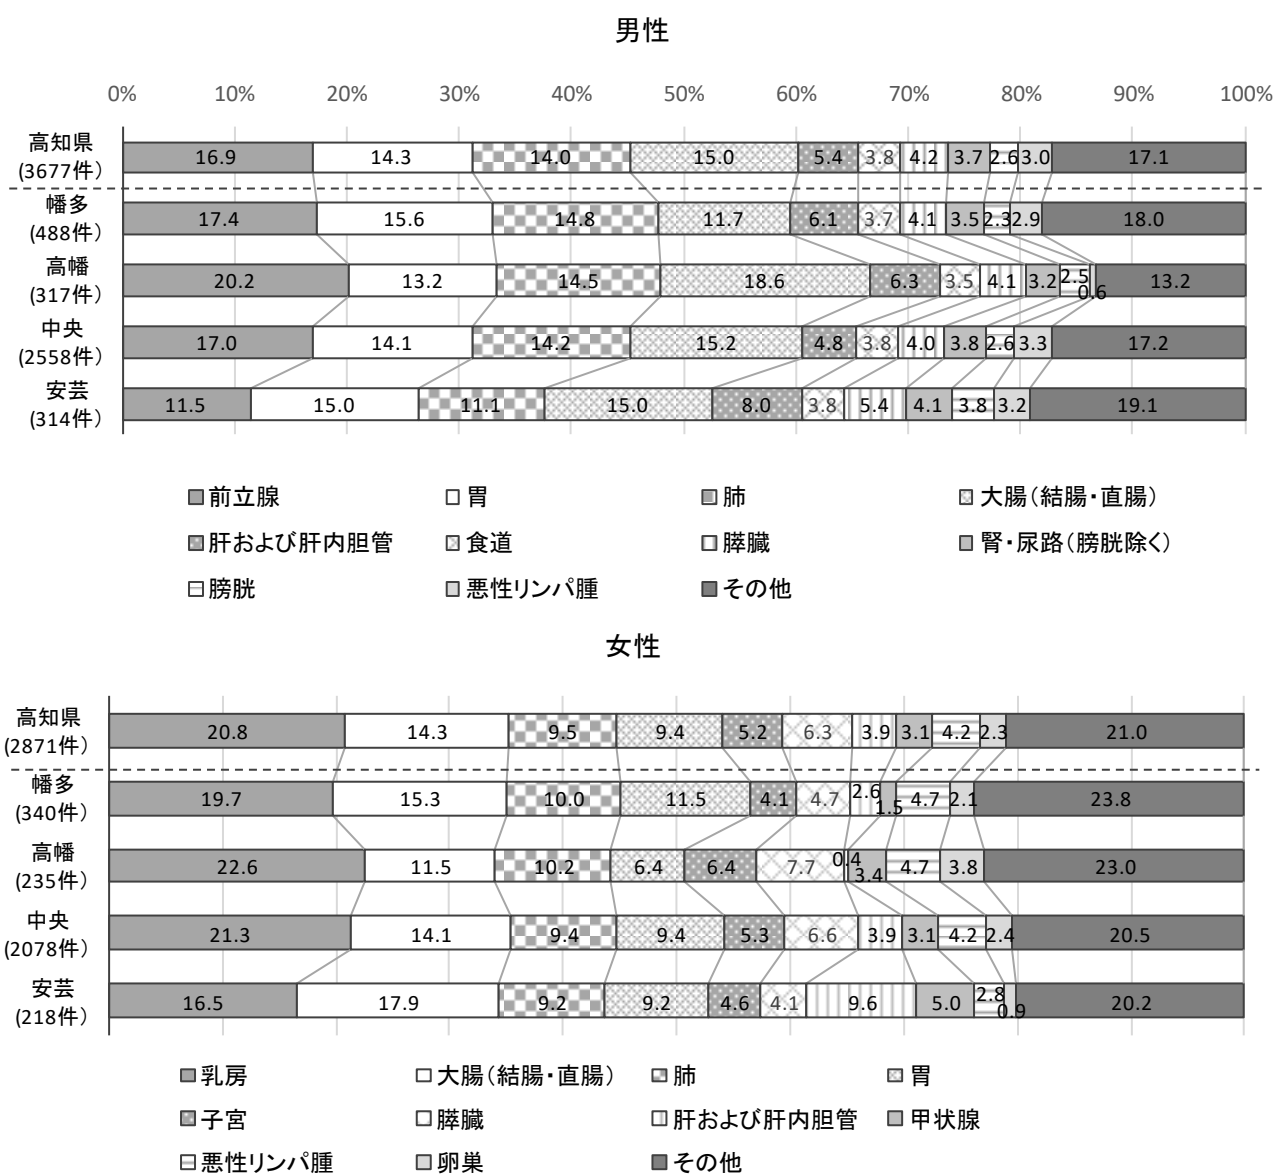 男性
0% 10% 20% 30% 40% 50% 60% 70% 80% 90% 100%
高知県
(3677件)
16.9 14.3 14.0 15.0 5.4 3.8 4.2 3.7 2.6 3.0 17.1
幡多
(488件)
17.4 15.6 14.8 11.7 6.1 3.7 4.1 3.5 2.3 2.9 18.0
高幡
(317件)
20.2 13.2 14.5 18.6 6.3 3.5 4.1 3.2 2.5 0.6 13.2
中央
(2558件)
17.0 14.1 14.2 15.2 4.8 3.8 4.0 3.8 2.6 3.3 17.2
安芸
(314件)
11.5 15.0 11.1 15.0 8.0 3.8 5.4 4.1 3.8 3.2 19.1
前立腺 胃 肺 大腸(結腸・直腸)
肝および肝内胆管 食道 膵臓 腎・尿路(膀胱除く)
膀胱 悪性リンパ腫 その他
女性
高知県
(2871件)
20.8 14.3 9.5 9.4 5.2 6.3 3.9 3.1 4.2 2.3 21.0
幡多
(340件)
19.7 15.3 10.0 11.5 4.1 4.7 2.6 1.5 4.7 2.1 23.8
高幡
(235件)
22.6 11.5 10.2 6.4 6.4 7.7 0.4 3.4 4.7 3.8 23.0
中央
(2078件)
21.3 14.1 9.4 9.4 5.3 6.6 3.9 3.1 4.2 2.4 20.5
安芸
(218件)
16.5 17.9 9.2 9.2 4.6 4.1 9.6 5.0 2.8 0.9 20.2
乳房 大腸(結腸・直腸) 肺 胃
子宮 膵臓 肝および肝内胆管 甲状腺
悪性リンパ腫 卵巣 その他